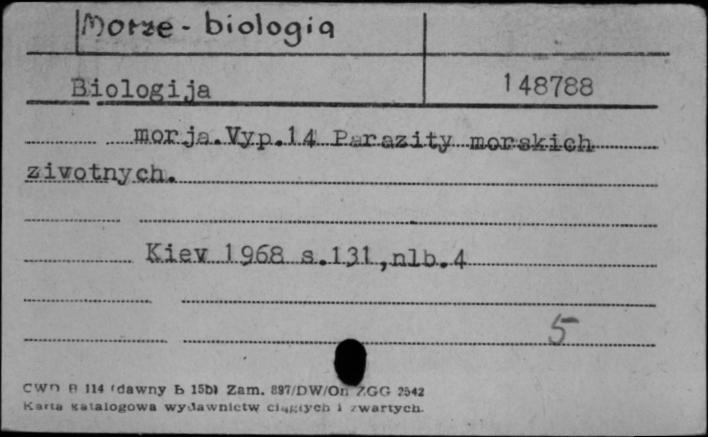 Morze - biologia
Biologija 148788
morja.Vyp.14 Parazity morskich
zivotnych.
Kiev 1968 s.131,nlb.4
5
CWD B 114 (dawny Ł 15b) Zam. 897/DW/On ZGG 2542
Karta katalogowa wydawnictw ciągłych i zwartych.